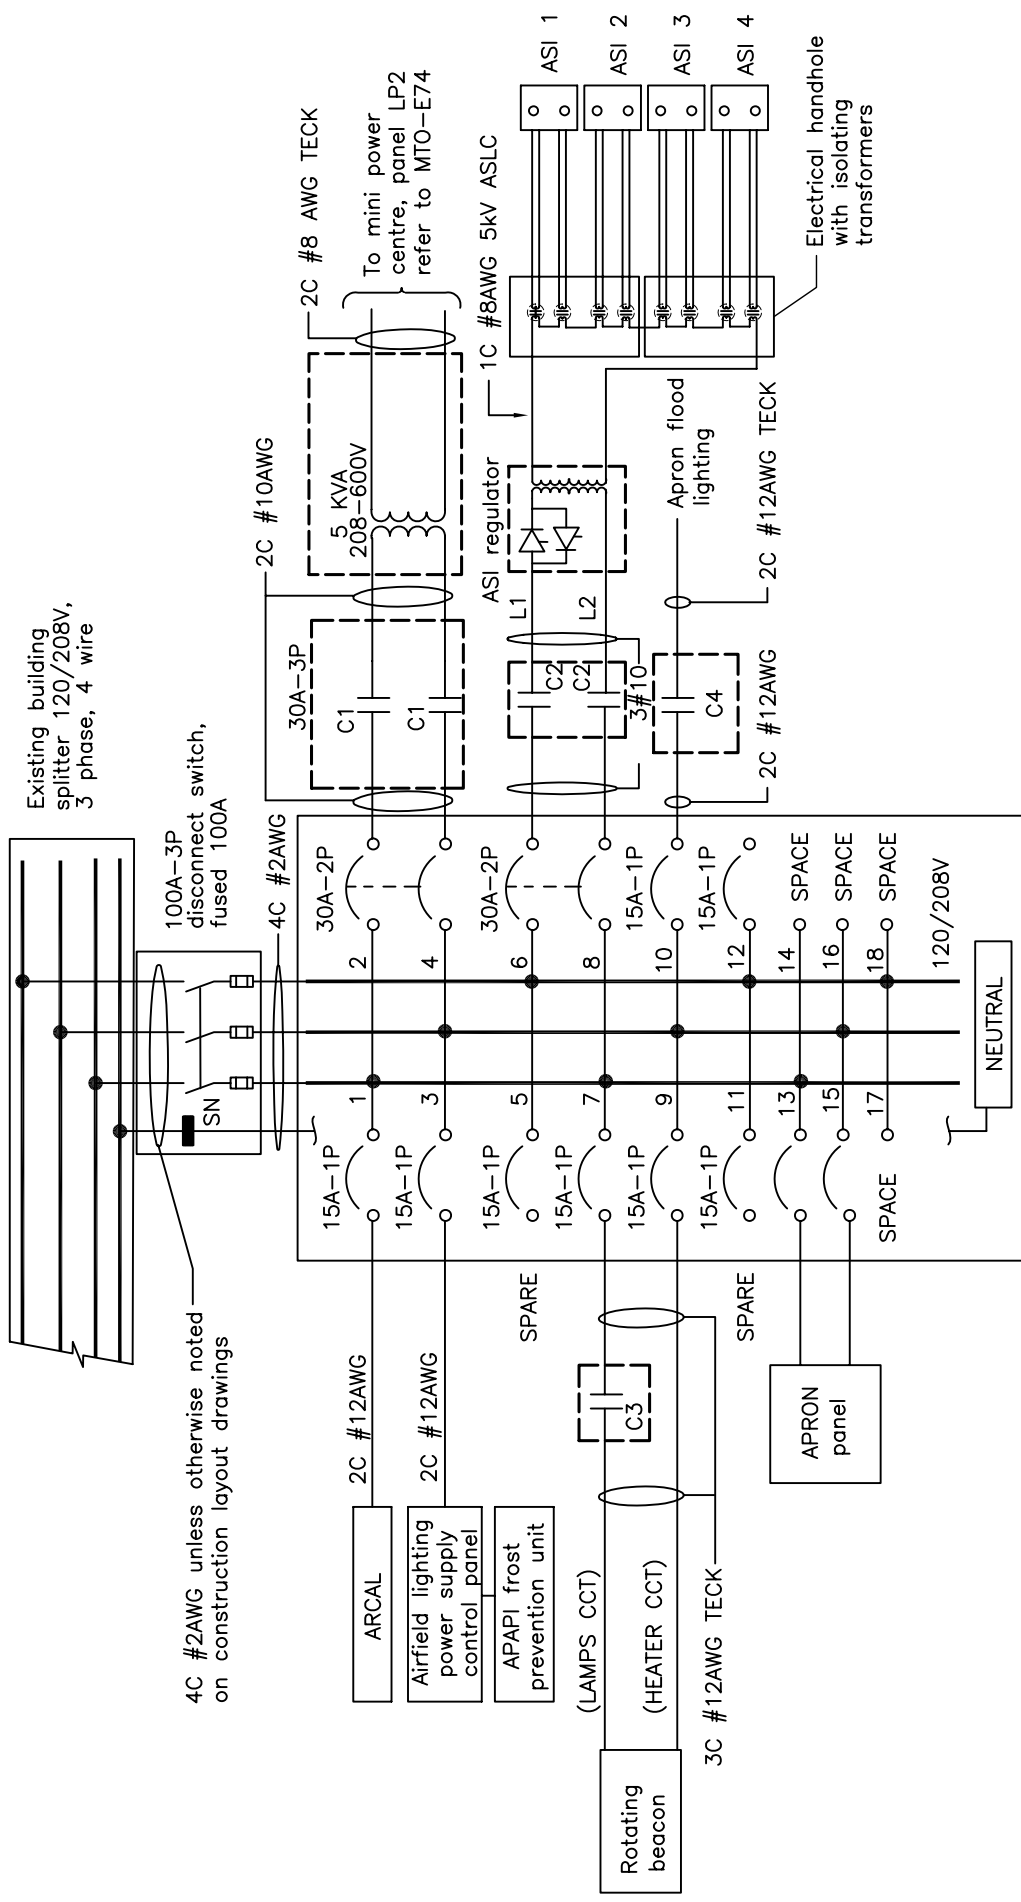 Existing building
splitter 120/208V,
3 phase, 4 wire
4C #2AWG unless otherwise noted
on construction layout drawings
100A-3P
disconnect switch,
fused 100A
SN
4C #2AWG
2C #10AWG
2C #8 AWG TECK
To mini power
centre, panel LP2
refer to MTO-E74
5 KVA
208-600V
30A-3P
C1
C1
ARCAL
2C #12AWG
15A-1P
1
2
30A-2P
Airfield lighting
power supply
control panel
2C #12AWG
15A-1P
3
4
APAPI frost
prevention unit
SPARE
15A-1P
5
6
30A-2P
C2
C2
L1
L2
3#10
ASI regulator
1C #8AWG 5kV ASLC
ASI 1
ASI 2
ASI 3
ASI 4
Electrical handhole
with isolating
transformers
Rotating
beacon
(LAMPS CCT)
(HEATER CCT)
C3
3C #12AWG TECK
15A-1P
7
8
15A-1P
9
10
15A-1P
C4
2C #12AWG
2C #12AWG TECK
Apron flood
lighting
SPARE
15A-1P
11
12
15A-1P
APRON
panel
13
14
SPACE
15
16
SPACE
SPACE
17
18
SPACE
120/208V
NEUTRAL